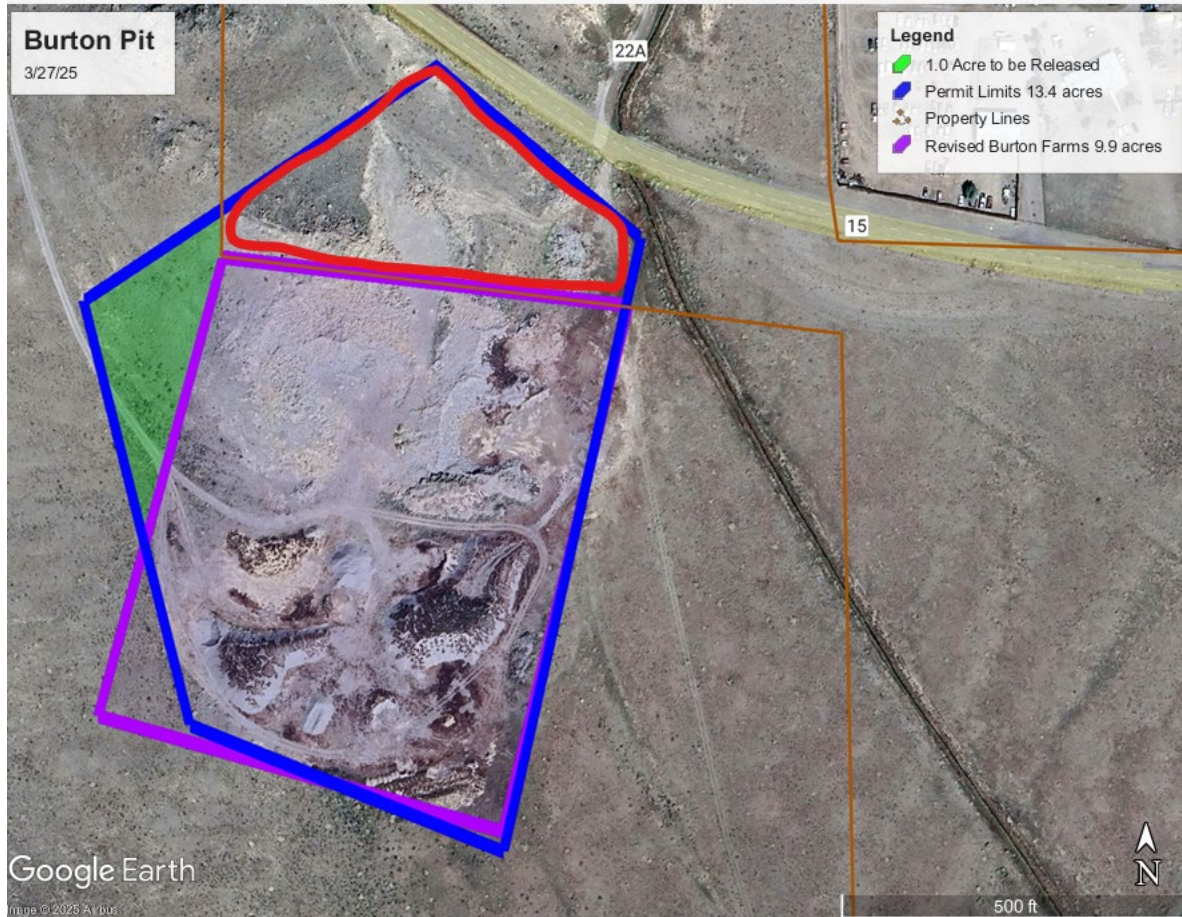 Burton Pit
3/27/25
22A
Legend
1.0 Acre to be Released
Permit Limits 13.4 acres
Property Lines
Revised Burton Farms 9.9 acres
15
Google Earth
Image © 2025 Airbus
N
500 ft